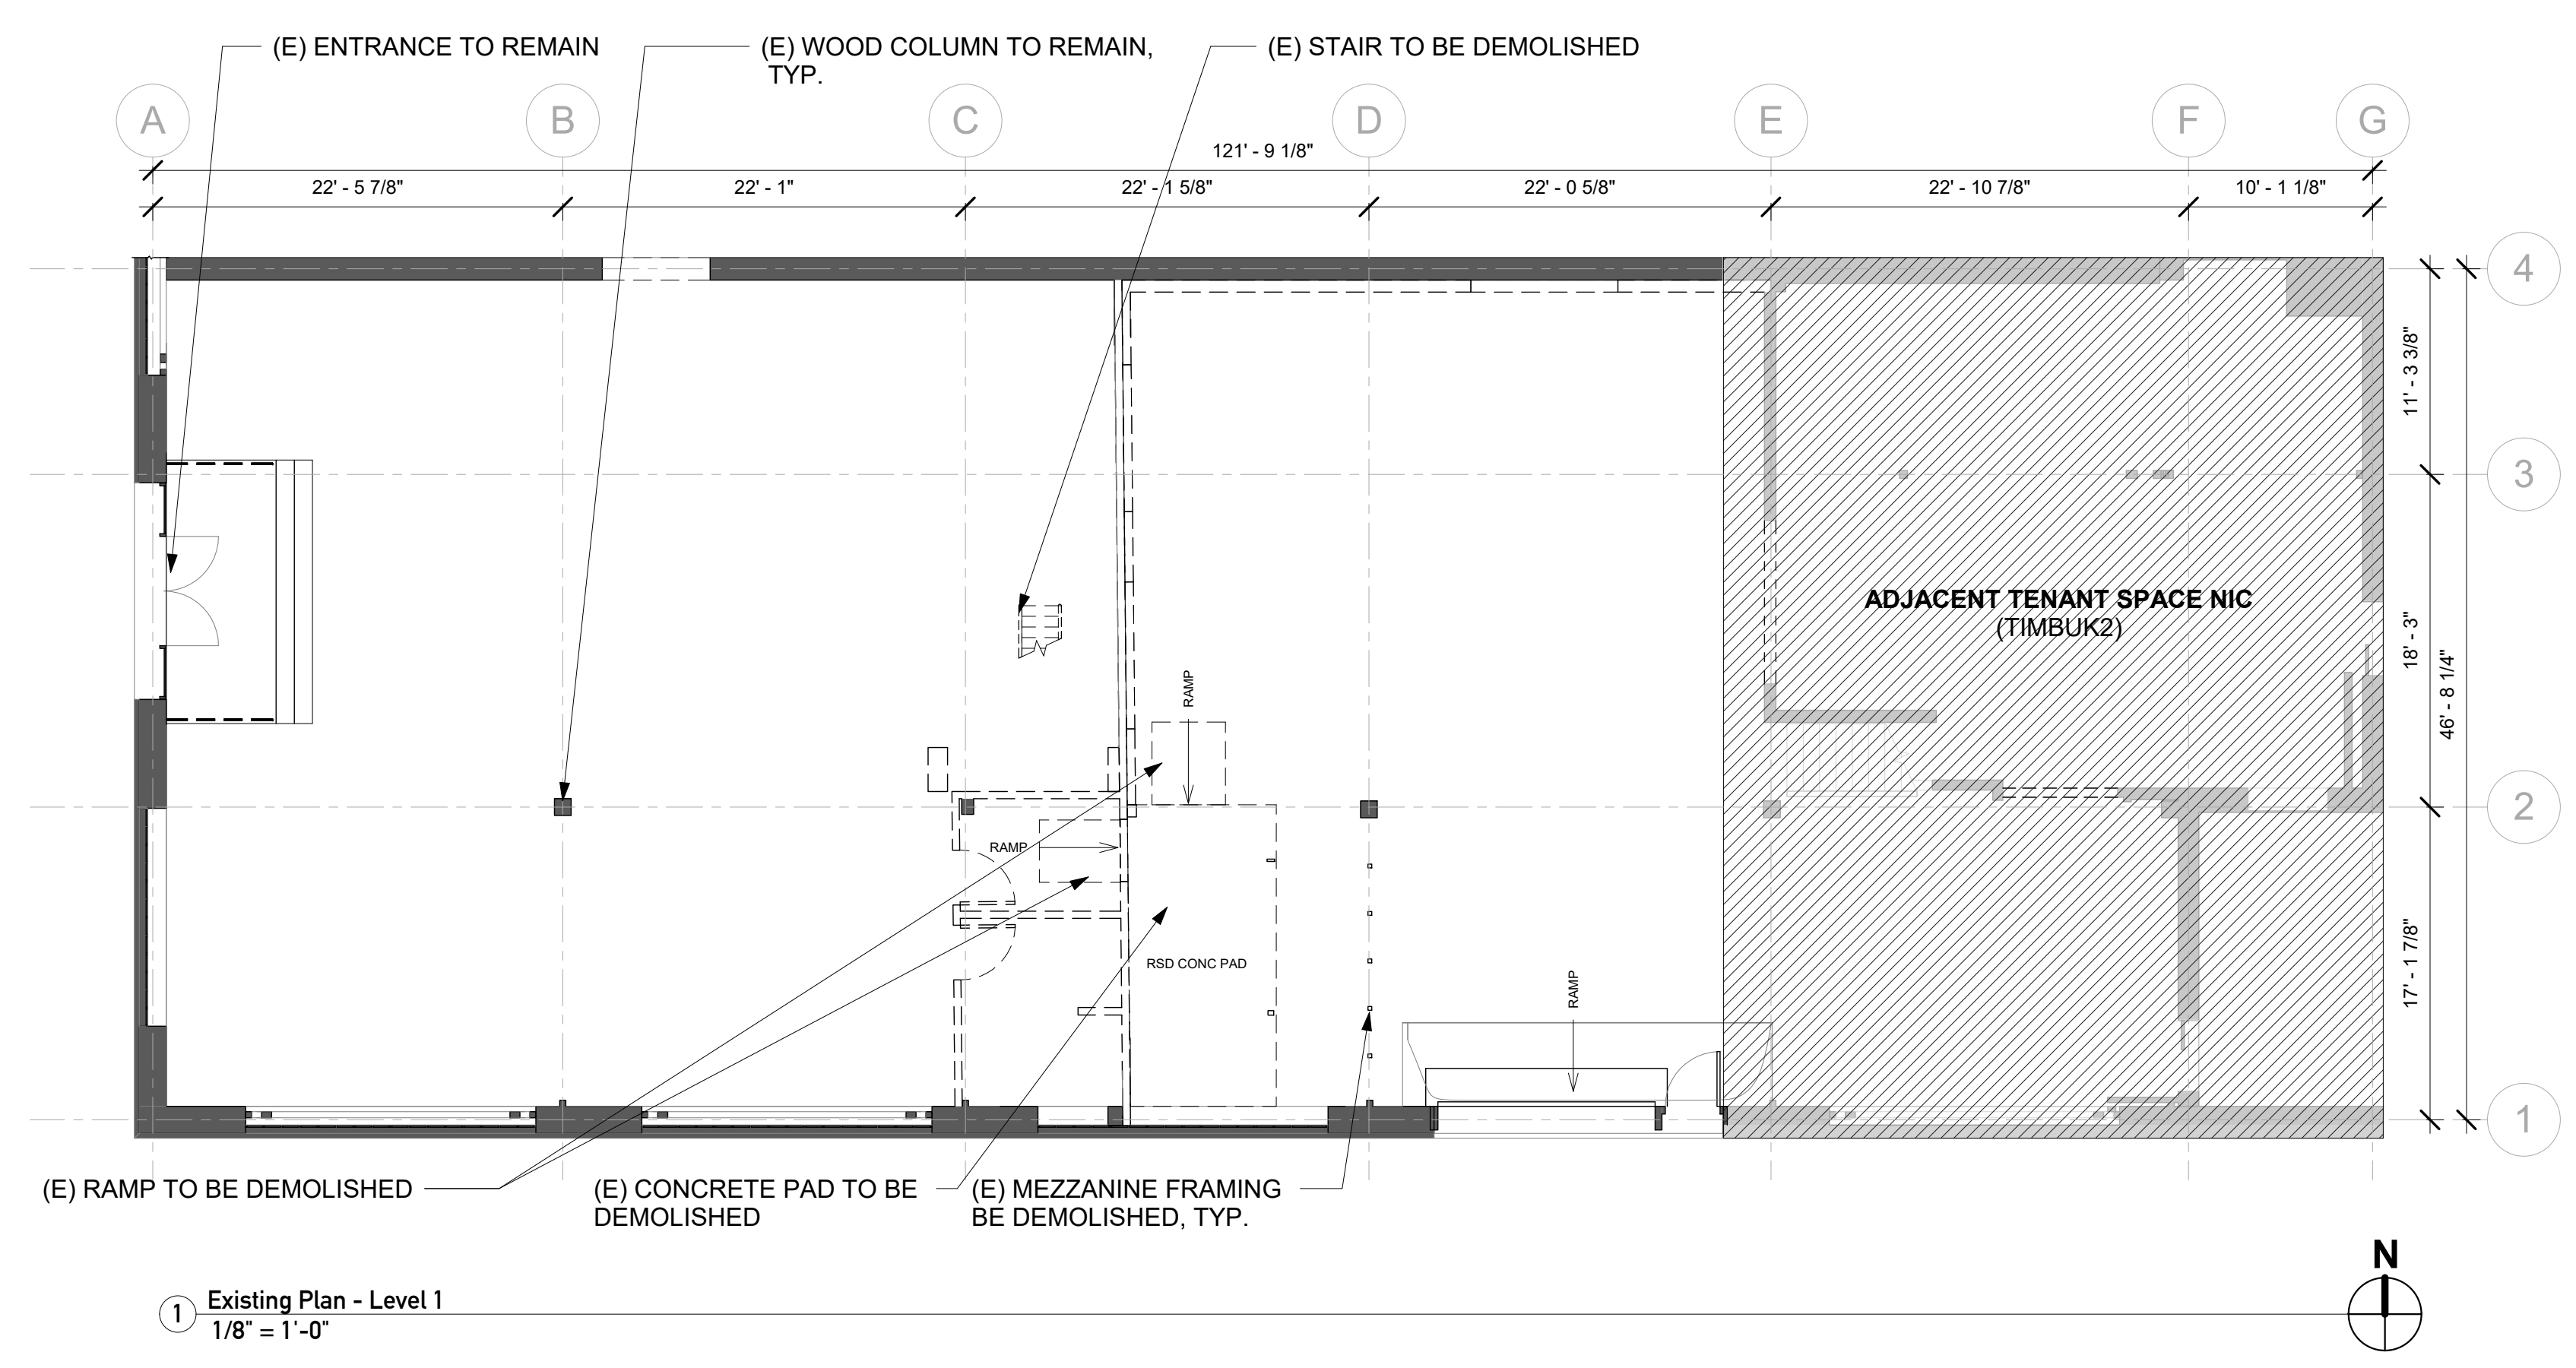 (E) ENTRANCE TO REMAIN
(E) WOOD COLUMN TO REMAIN,
TYP.
(E) STAIR TO BE DEMOLISHED
A
B
C
D
E
F
G
121' - 9 1/8"
22' - 5 7/8"
22' - 1"
22' - 1 5/8"
22' - 0 5/8"
22' - 10 7/8"
10' - 1 1/8"
4
11' - 3 3/8"
3
ADJACENT TENANT SPACE NIC
(TIMBUK2)
18' - 3"
46' - 8 1/4"
RAMP
2
RAMP
RSD CONC PAD
RAMP
17' - 1 7/8"
1
(E) RAMP TO BE DEMOLISHED
(E) CONCRETE PAD TO BE
DEMOLISHED
(E) MEZZANINE FRAMING
BE DEMOLISHED, TYP.
N
1
Existing Plan - Level 1
1/8" = 1'-0"